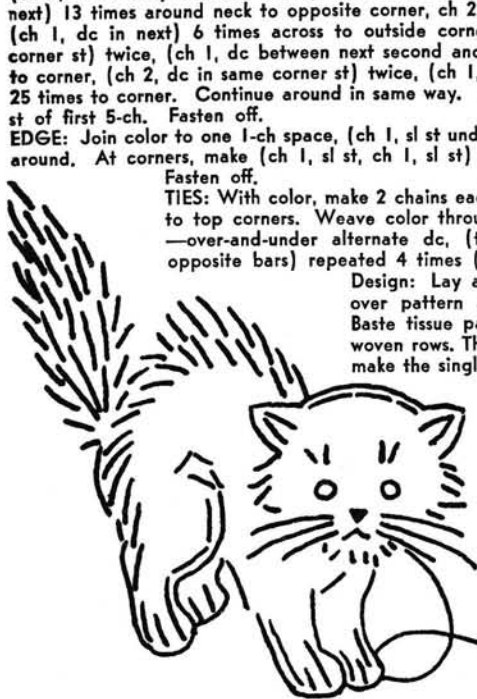 next) 13 times around neck to opposite corner, ch 2
(ch 1, dc in next) 6 times across to outside corn
corner st) twice, (ch 1, dc between next second and
to corner, (ch 2, dc in same corner st) twice, (ch 1,
25 times to corner. Continue around in same way.
st of first 5-ch. Fasten off.
EDGE: Join color to one 1-ch space, (ch 1, sl st und
around. At corners, make (ch 1, sl st, ch 1, sl st)
Fasten off.
TIES: With color, make 2 chains eac
to top corners. Weave color throu
—over-and-under alternate dc, (t
opposite bars) repeated 4 times (
Design: Lay a
over pattern
Baste tissue pa
woven rows. Th
make the singl